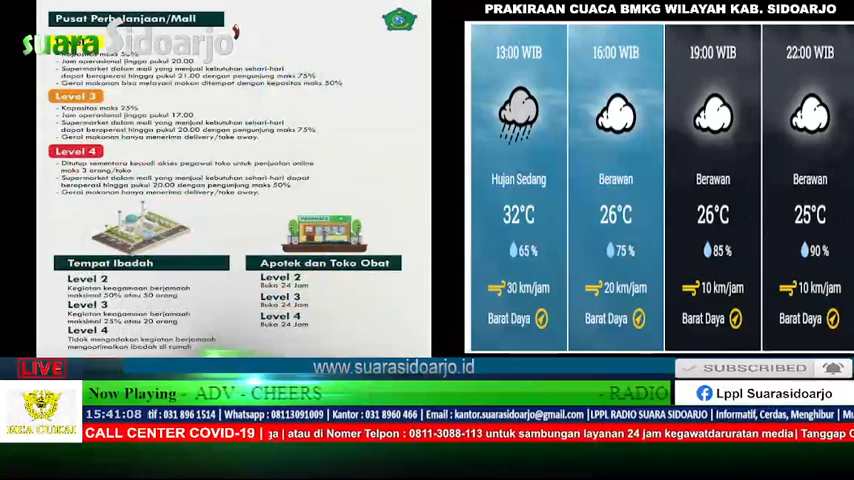 Pusat Perbelanjaan/Mall
suara Sidoarjo
- Kapasitas maks 50%
- Jam operasional jingga pukul 20.00
- Supermarket dalam mall yang menjual kebutuhan sehari-hari
dapat beroperasi hingga pukul 21.00 dengan pengunjung maks 75%
- Gerai makanan bisa melayani makan ditempat dengan kepasitas maks 50%
Level 3
- Kapasitas maks 25%
- Jam operasional jingga pukul 17.00
- Supermarket dalam mall yang menjual kebutuhan sehari-hari
dapat beroperasi hingga pukul 20.00 dengan pengunjung maks 75%
- Gerai makanan hanya menerima delivery/take away.
Level 4
- Ditutup sementara kecuali akses pegawai toko untuk penjualan online
maks 3 orang/toko
- Supermarket dalam mall yang menjual kebutuhan sehari-hari dapat
beroperasi hingga pukul 20.00 dengan pengunjung maks 50%
- Gerai makanan hanya menerima delivery/take away.
Tempat Ibadah
Level 2
Kegiatan keagamaan berjamaah
maksimal 50% atau 50 orang
Level 3
Kegiatan keagamaan berjamaah
maksimal 25% atau 20 orang
Level 4
Tidak mengadakan kegiatan berjamaah
mengoptimalkan ibadah di rumah
PHARMACY
Apotek dan Toko Obat
Level 2
Buka 24 Jam
Level 3
Buka 24 Jam
Level 4
Buka 24 Jam
PRAKIRAAN CUACA BMKG WILAYAH KAB. SIDOARJO
13:00 WIB 16:00 WIB 19:00 WIB 22:00 WIB
Hujan Sedang Berawan Berawan Berawan
32°C 26°C 26°C 25°C
65% 75% 85% 90%
30 km/jam 20 km/jam 10 km/jam 10 km/jam
Barat Daya Barat Daya Barat Daya Barat Daya
LIVE
www.suarasidoarjo.id
SUBSCRIBED
Now Playing - ADV - CHEERS - RADIO
Lppl Suarasidoarjo
BEA CUKAI
15:41:08 tif : 031 896 1514 | Whatsapp : 08113091009 | Kantor : 031 8960 466 | Email : kantor.suarasidoarjo@gmail.com |LPPL RADIO SUARA SIDOARJO | Informatif, Cerdas, Menghibur | Mu
CALL CENTER COVID-19 | ga | atau di Nomer Telpon : 0811-3088-113 untuk sambungan layanan 24 jam kegawatdaruratan media| Tanggap C